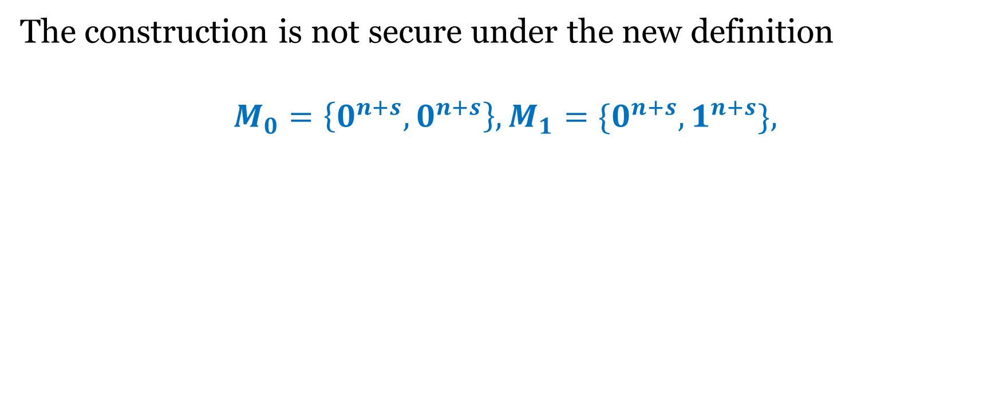 The construction is not secure under the new definition
M₀ = {0ⁿ⁺ˢ, 0ⁿ⁺ˢ}, M₁ = {0ⁿ⁺ˢ, 1ⁿ⁺ˢ},